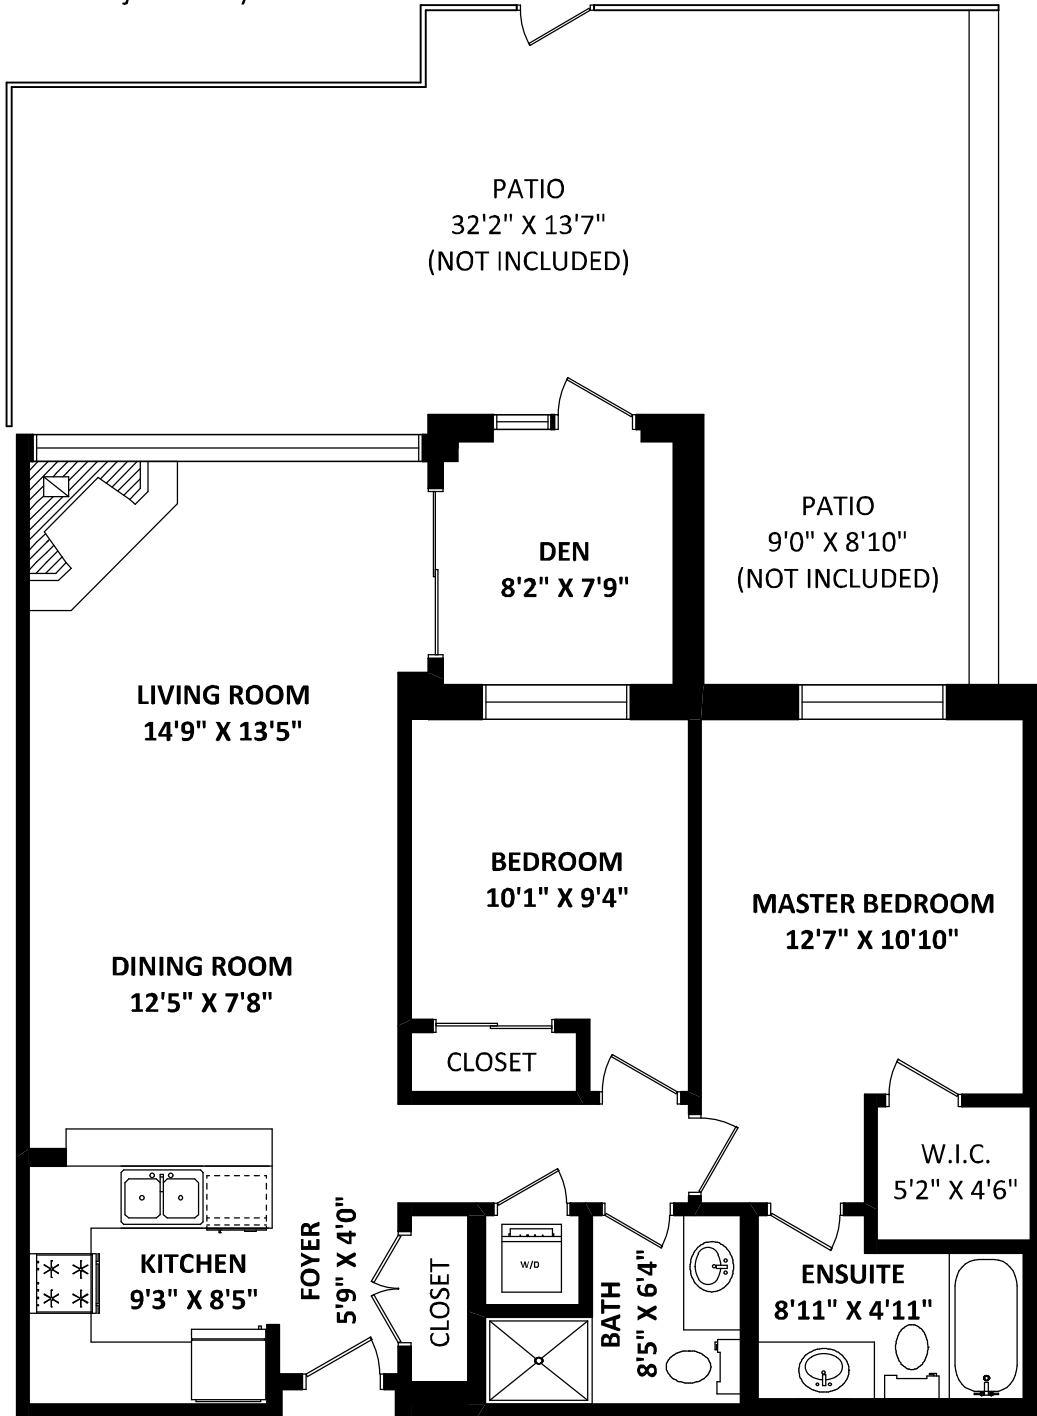 PATIO
32'2" X 13'7"
(NOT INCLUDED)
PATIO
9'0" X 8'10"
(NOT INCLUDED)
DEN
8'2" X 7'9"
LIVING ROOM
14'9" X 13'5"
BEDROOM
10'1" X 9'4"
MASTER BEDROOM
12'7" X 10'10"
DINING ROOM
12'5" X 7'8"
CLOSET
W.I.C.
5'2" X 4'6"
KITCHEN
9'3" X 8'5"
FOYER
5'9" X 4'0"
CLOSET
W/D
BATH
8'5" X 6'4"
ENSUITE
8'11" X 4'11"